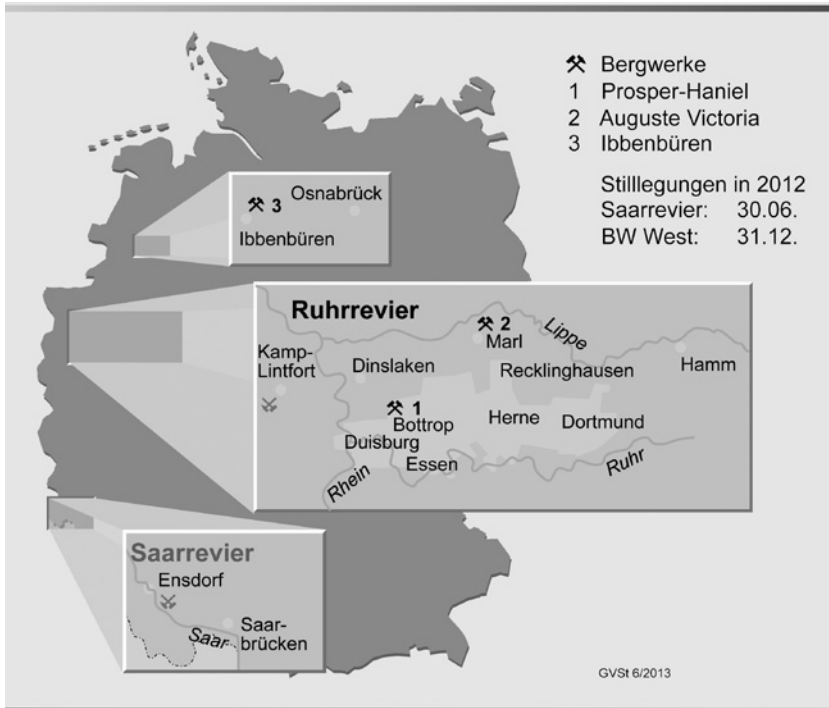 ⚒ Bergwerke
1 Prosper-Haniel
2 Auguste Victoria
3 Ibbenbüren
Stilllegungen in 2012
Saarrevier: 30.06.
BW West: 31.12.
Osnabrück
⚒ 3
Ibbenbüren
Ruhrrevier
⚒ 2
Marl
Lippe
Kamp-
Lintfort
Dinslaken
Recklinghausen
Hamm
⚒ 1
Bottrop
Herne
Dortmund
Duisburg
Essen
Rhein
Ruhr
Saarrevier
Ensdorf
Saar
Saar-
brücken
GVSt 6/2013